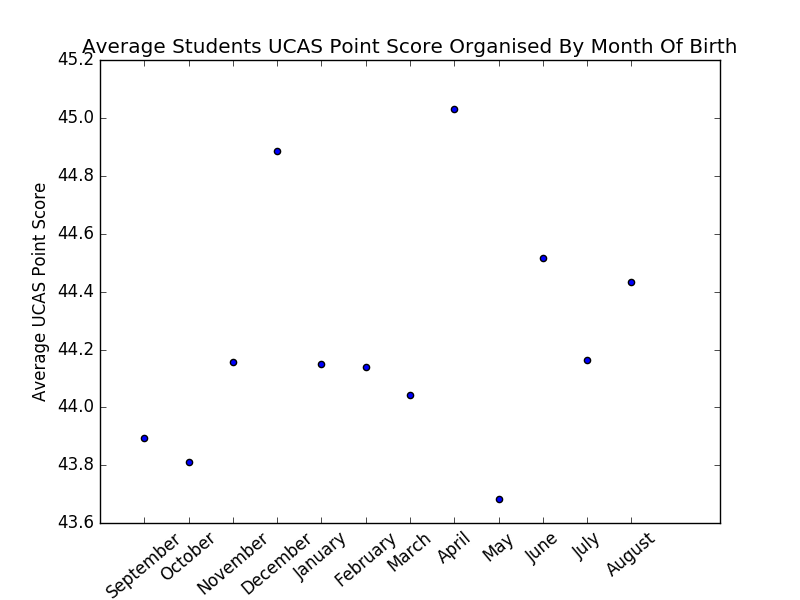 Average Students UCAS Point Score Organised By Month Of Birth
45.2
45.0
44.8
44.6
44.4
44.2
44.0
43.8
43.6
Average UCAS Point Score
September
October
November
December
January
February
March
April
May
June
July
August